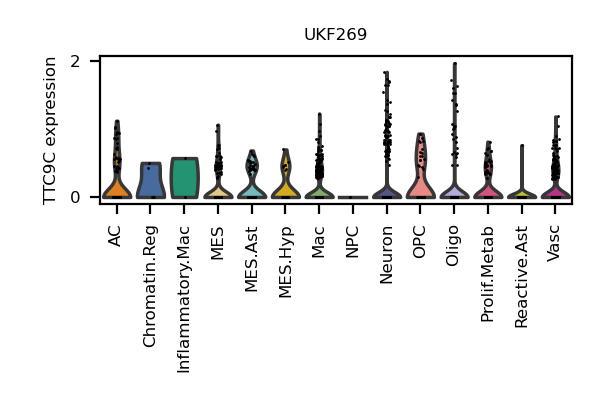 UKF269
TTC9C expression
2
0
AC
Chromatin.Reg
Inflammatory.Mac
MES
MES.Ast
MES.Hyp
Mac
NPC
Neuron
OPC
Oligo
Prolif.Metab
Reactive.Ast
Vasc